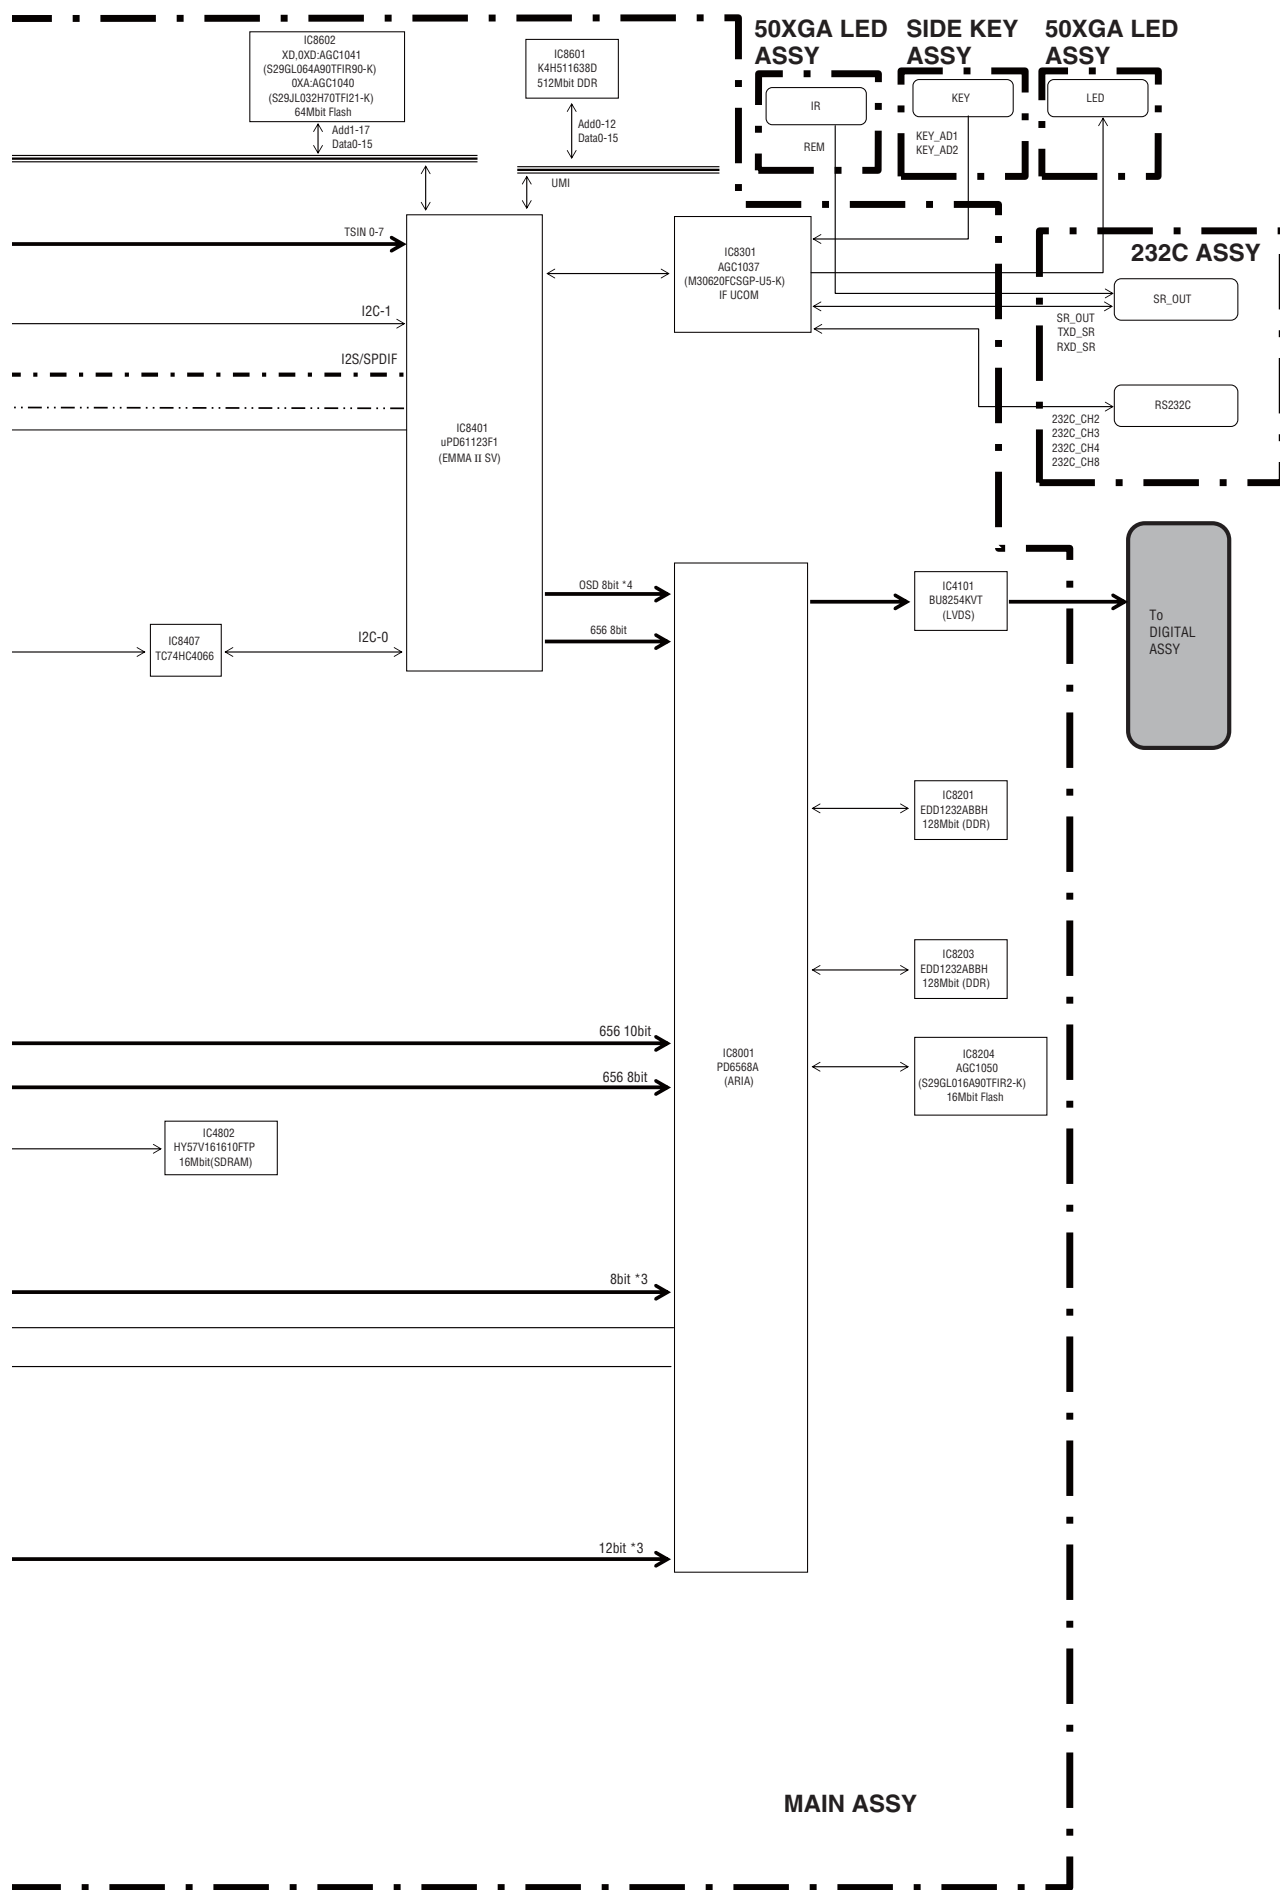 50XGA LED
ASSY
SIDE KEY
ASSY
50XGA LED
ASSY
IC8602
XD,0XD:AGC1041
(S29GL064A90TFIR90-K)
0XA:AGC1040
(S29JL032H70TFI21-K)
64Mbit Flash
IC8601
K4H511638D
512Mbit DDR
IR
KEY
LED
Add1-17
Data0-15
Add0-12
Data0-15
REM
KEY_AD1
KEY_AD2
UMI
TSIN 0-7
IC8301
AGC1037
(M30620FCSGP-U5-K)
IF UCOM
232C ASSY
SR_OUT
I2C-1
SR_OUT
TXD_SR
RXD_SR
I2S/SPDIF
RS232C
232C_CH2
232C_CH3
232C_CH4
232C_CH8
IC8401
uPD61123F1
(EMMA II SV)
OSD 8bit *4
IC4101
BU8254KVT
(LVDS)
To
DIGITAL
ASSY
656 8bit
IC8407
TC74HC4066
I2C-0
IC8201
EDD1232ABBH
128Mbit (DDR)
IC8203
EDD1232ABBH
128Mbit (DDR)
656 10bit
IC8001
PD6568A
(ARIA)
IC8204
AGC1050
(S29GL016A90TFIR2-K)
16Mbit Flash
656 8bit
IC4802
HY57V161610FTP
16Mbit(SDRAM)
8bit *3
12bit *3
MAIN ASSY